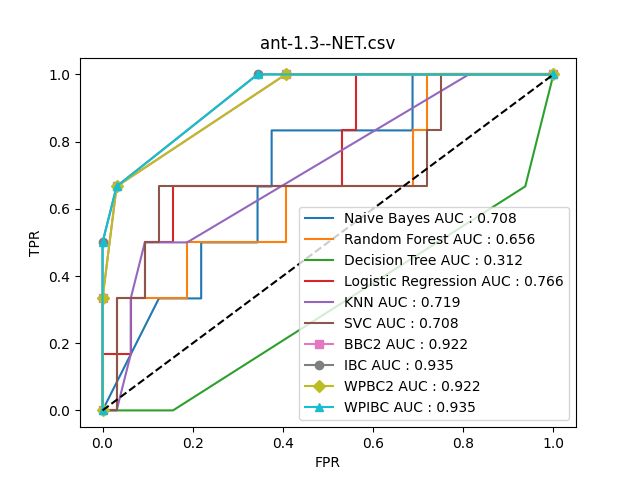 ant-1.3--NET.csv
TPR
1.0
0.8
0.6
0.4
0.2
0.0
Naive Bayes AUC : 0.708
Random Forest AUC : 0.656
Decision Tree AUC : 0.312
Logistic Regression AUC : 0.766
KNN AUC : 0.719
SVC AUC : 0.708
BBC2 AUC : 0.922
IBC AUC : 0.935
WPBC2 AUC : 0.922
WPIBC AUC : 0.935
0.0 0.2 0.4 0.6 0.8 1.0
FPR